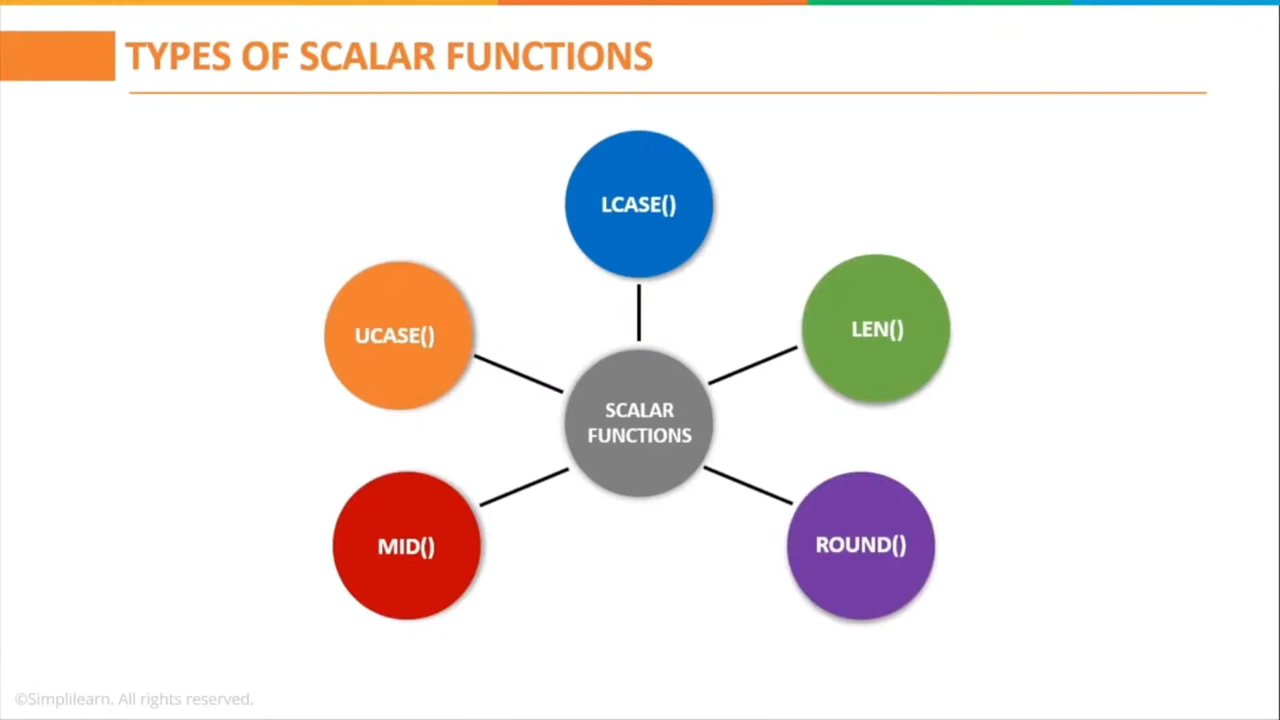 TYPES OF SCALAR FUNCTIONS
LCASE()
UCASE()
LEN()
SCALAR
FUNCTIONS
MID()
ROUND()
©Simplilearn. All rights reserved.